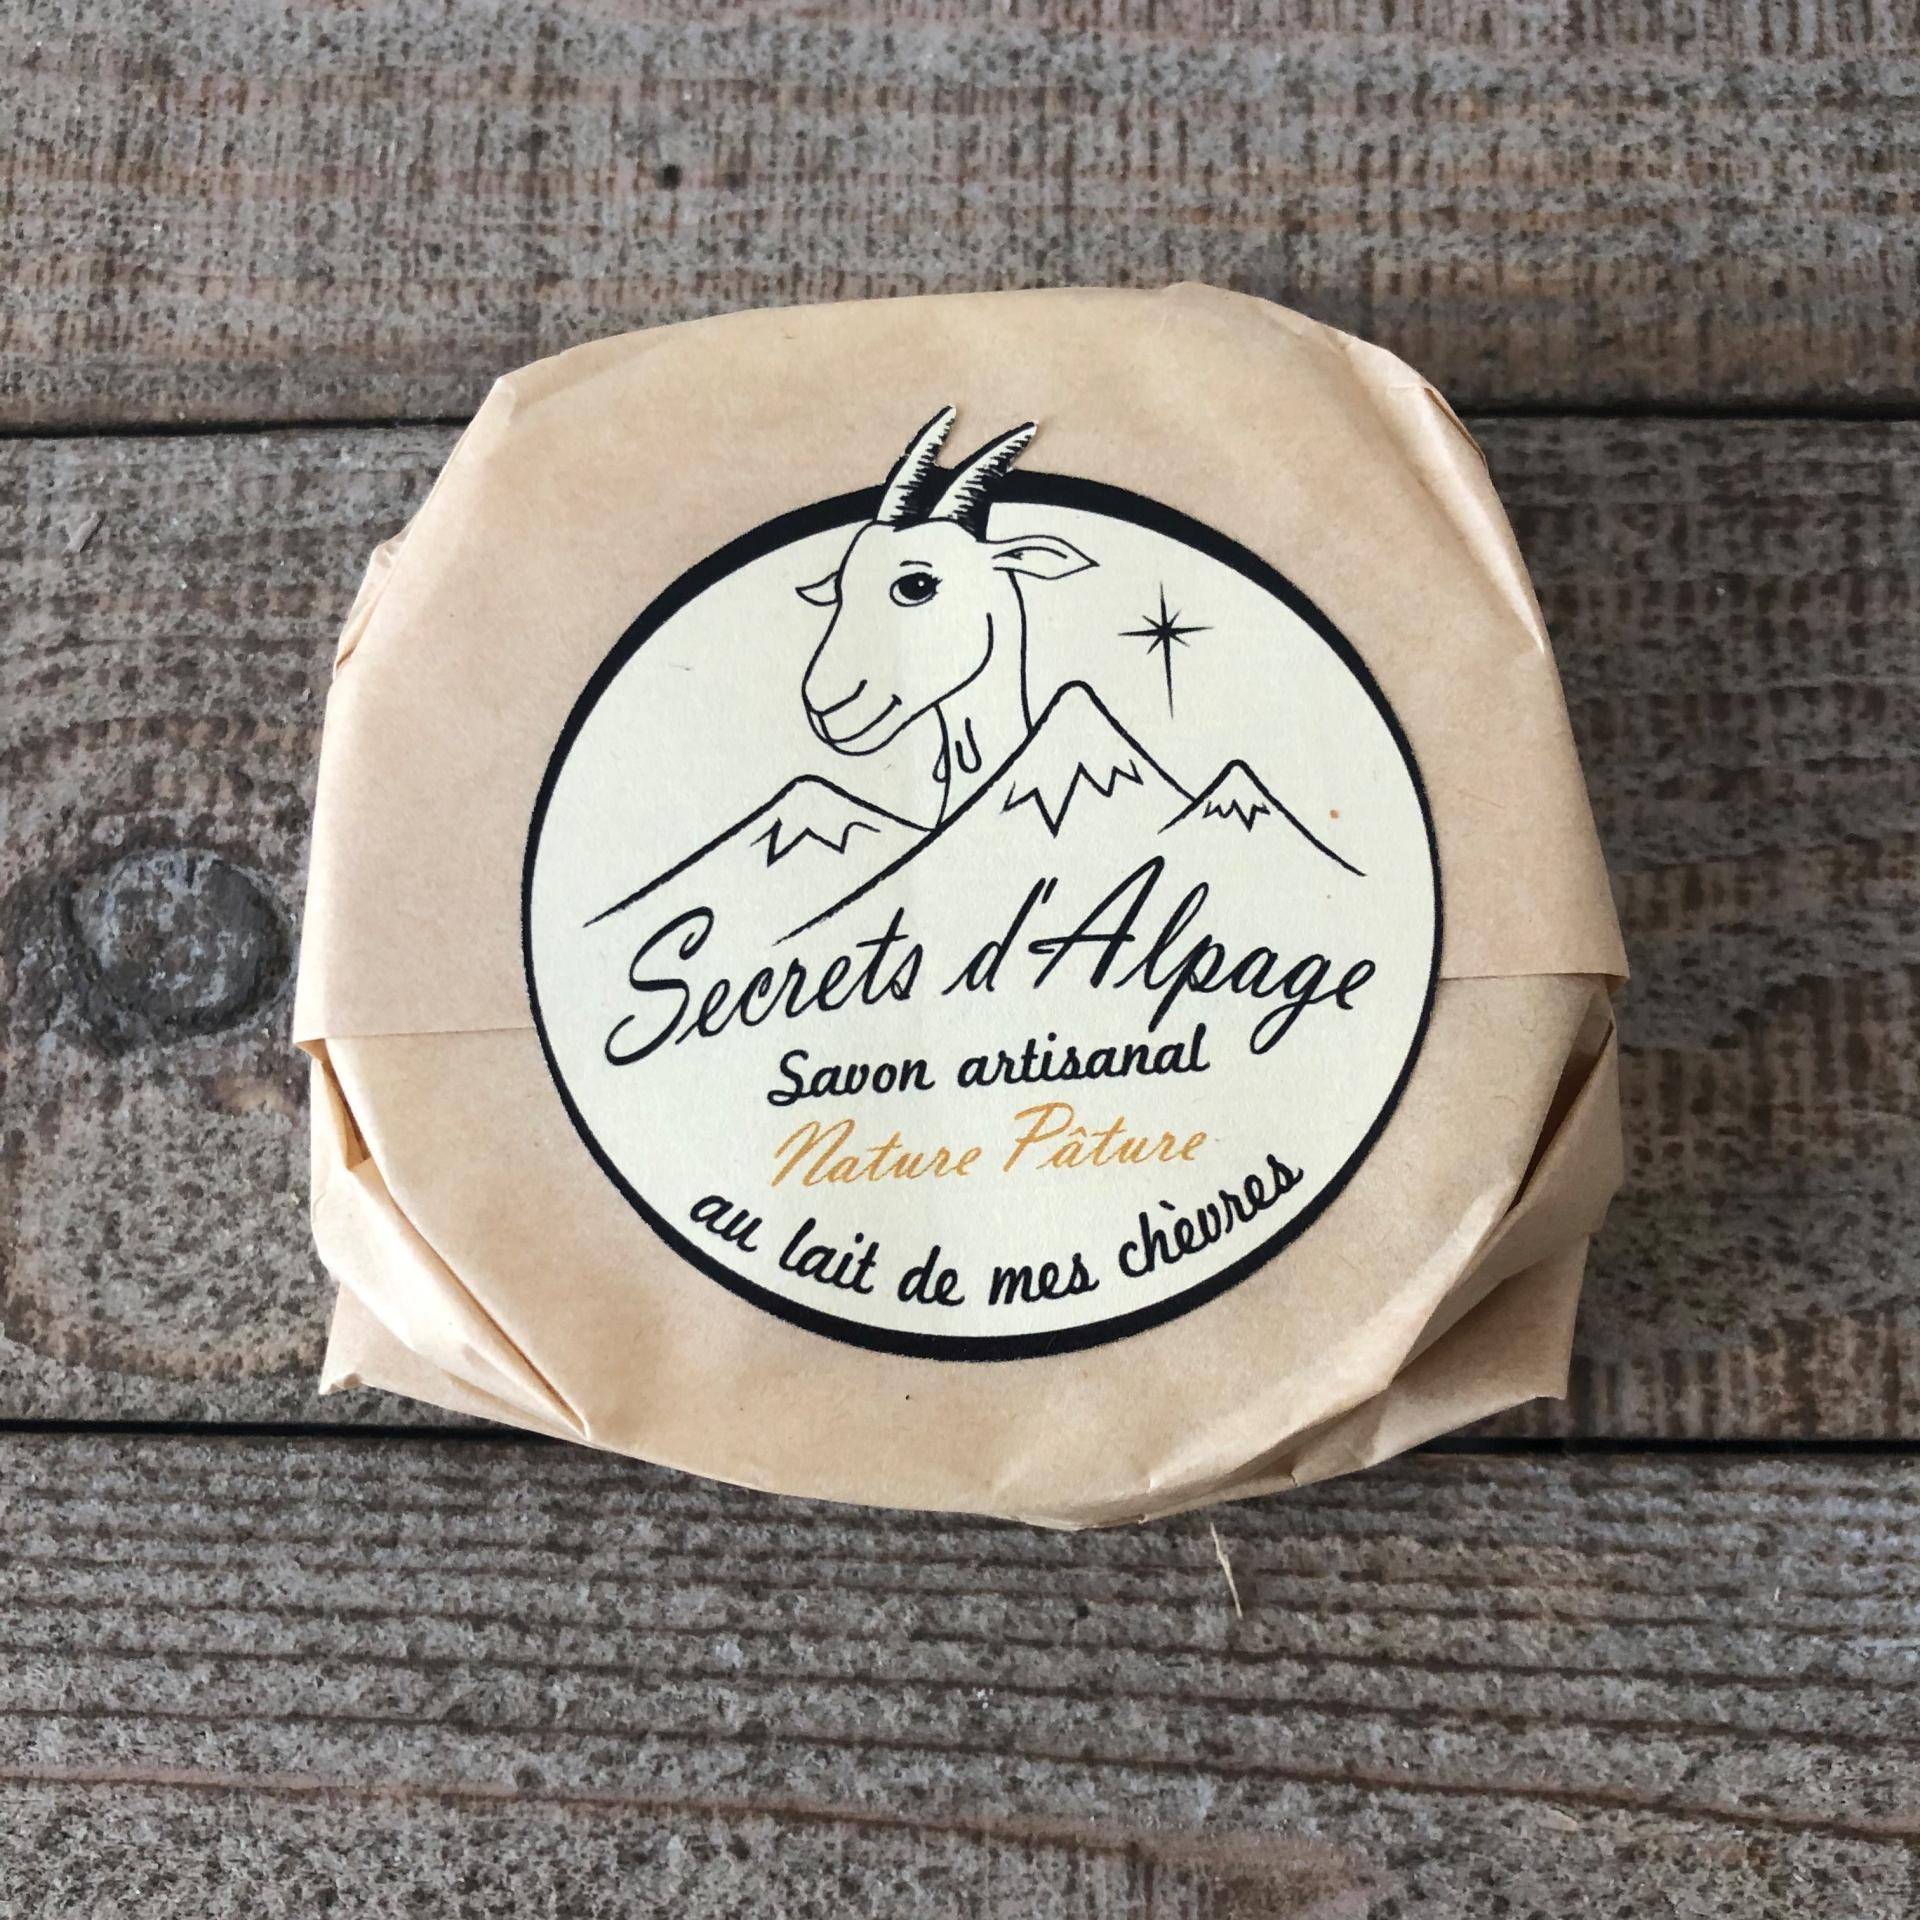 Secrets d'Alpage
Savon artisanal
Nature Pâture
au lait de mes chèvres